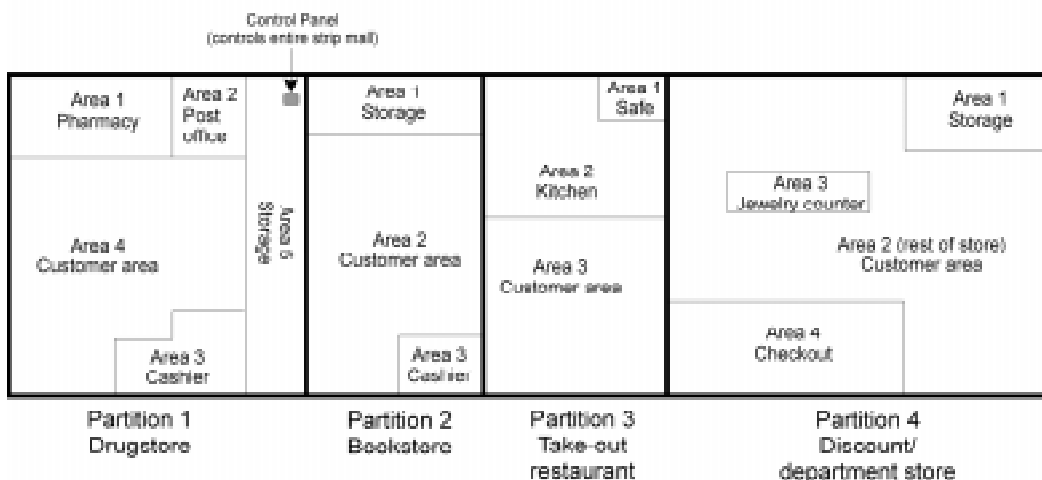 Control Panel
(controls entire strip mall)
Area 1
Pharmacy
Area 2
Post
office
Area 5
Storage
Area 4
Customer area
Area 3
Cashier
Area 1
Storage
Area 2
Customer area
Area 3
Cashier
Area 1
Safe
Area 2
Kitchen
Area 3
Customer area
Area 1
Storage
Area 3
Jewelry counter
Area 2 (rest of store)
Customer area
Area 4
Checkout
Partition 1
Drugstore
Partition 2
Bookstore
Partition 3
Take-out
restaurant
Partition 4
Discount/
department store